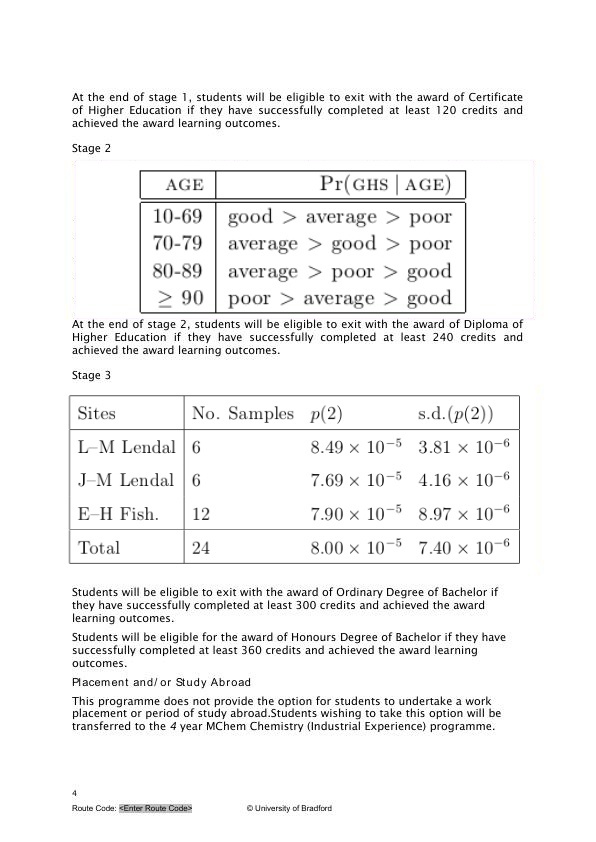 At the end of stage 1, students will be eligible to exit with the award of Certificate
of Higher Education if they have successfully completed at least 120 credits and
achieved the award learning outcomes.
Stage 2
AGE Pr(GHS | AGE)
10-69 good > average > poor
70-79 average > good > poor
80-89 average > poor > good
≥ 90 poor > average > good
At the end of stage 2, students will be eligible to exit with the award of Diploma of
Higher Education if they have successfully completed at least 240 credits and
achieved the award learning outcomes.
Stage 3
Sites No. Samples p(2) s.d.(p(2))
L–M Lendal 6 8.49 × 10⁻⁵ 3.81 × 10⁻⁶
J–M Lendal 6 7.69 × 10⁻⁵ 4.16 × 10⁻⁶
E–H Fish. 12 7.90 × 10⁻⁵ 8.97 × 10⁻⁶
Total 24 8.00 × 10⁻⁵ 7.40 × 10⁻⁶
Students will be eligible to exit with the award of Ordinary Degree of Bachelor if
they have successfully completed at least 300 credits and achieved the award
learning outcomes.
Students will be eligible for the award of Honours Degree of Bachelor if they have
successfully completed at least 360 credits and achieved the award learning
outcomes.
Placement and/or Study Abroad
This programme does not provide the option for students to undertake a work
placement or period of study abroad.Students wishing to take this option will be
transferred to the 4 year MChem Chemistry (Industrial Experience) programme.
4
Route Code: <Enter Route Code> © University of Bradford